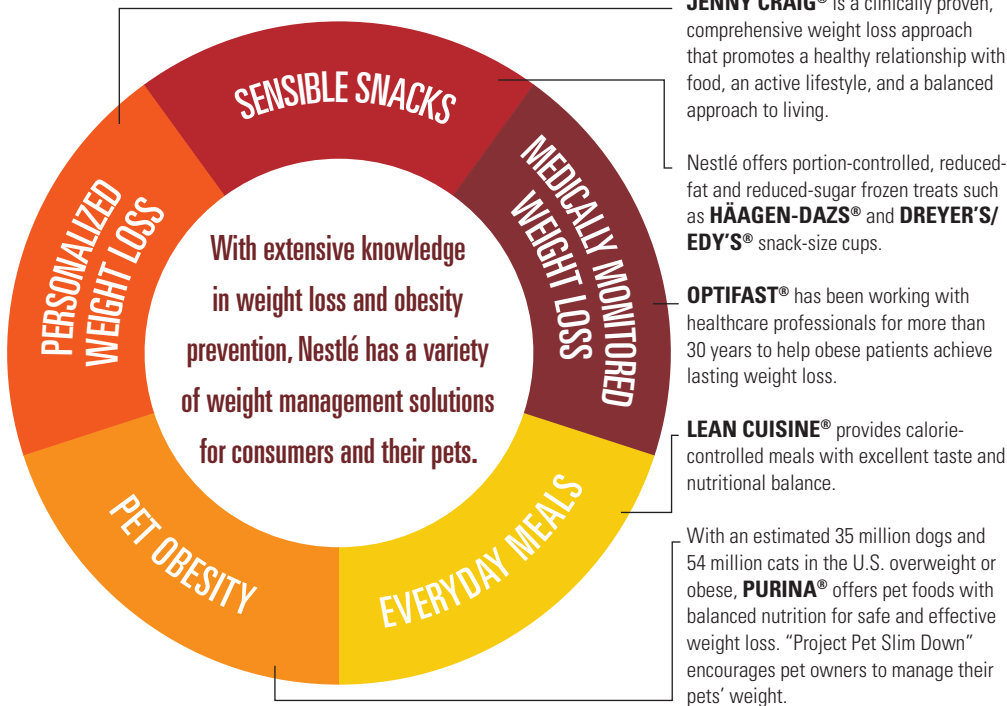 JENNY CRAIG® is a clinically proven,
comprehensive weight loss approach
that promotes a healthy relationship with
food, an active lifestyle, and a balanced
approach to living.
Nestlé offers portion-controlled, reduced-
fat and reduced-sugar frozen treats such
as HÄAGEN-DAZS® and DREYER'S/
EDY'S® snack-size cups.
OPTIFAST® has been working with
healthcare professionals for more than
30 years to help obese patients achieve
lasting weight loss.
LEAN CUISINE® provides calorie-
controlled meals with excellent taste and
nutritional balance.
With an estimated 35 million dogs and
54 million cats in the U.S. overweight or
obese, PURINA® offers pet foods with
balanced nutrition for safe and effective
weight loss. “Project Pet Slim Down”
encourages pet owners to manage their
pets’ weight.
SENSIBLE SNACKS
MEDICALLY MONITORED
WEIGHT LOSS
EVERYDAY MEALS
PET OBESITY
PERSONALIZED
WEIGHT LOSS
With extensive knowledge
in weight loss and obesity
prevention, Nestlé has a variety
of weight management solutions
for consumers and their pets.